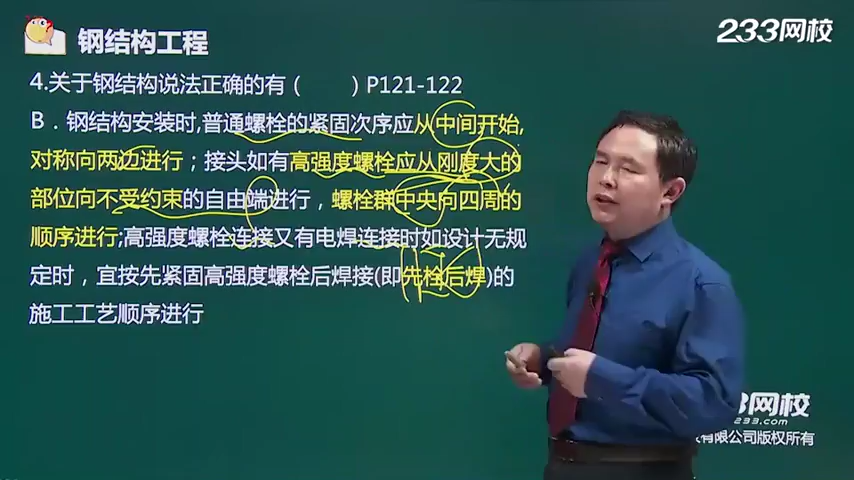 钢结构工程
233网校
4.关于钢结构说法正确的有（　　）P121-122
B．钢结构安装时,普通螺栓的紧固次序应从中间开始,
对称向两边进行；接头如有高强度螺栓应从刚度大的
部位向不受约束的自由端进行，螺栓群中央向四周的
顺序进行;高强度螺栓连接又有电焊连接时如设计无规
定时，宜按先紧固高强度螺栓后焊接(即先栓后焊)的
施工工艺顺序进行
3网校
233.com
有限公司版权所有